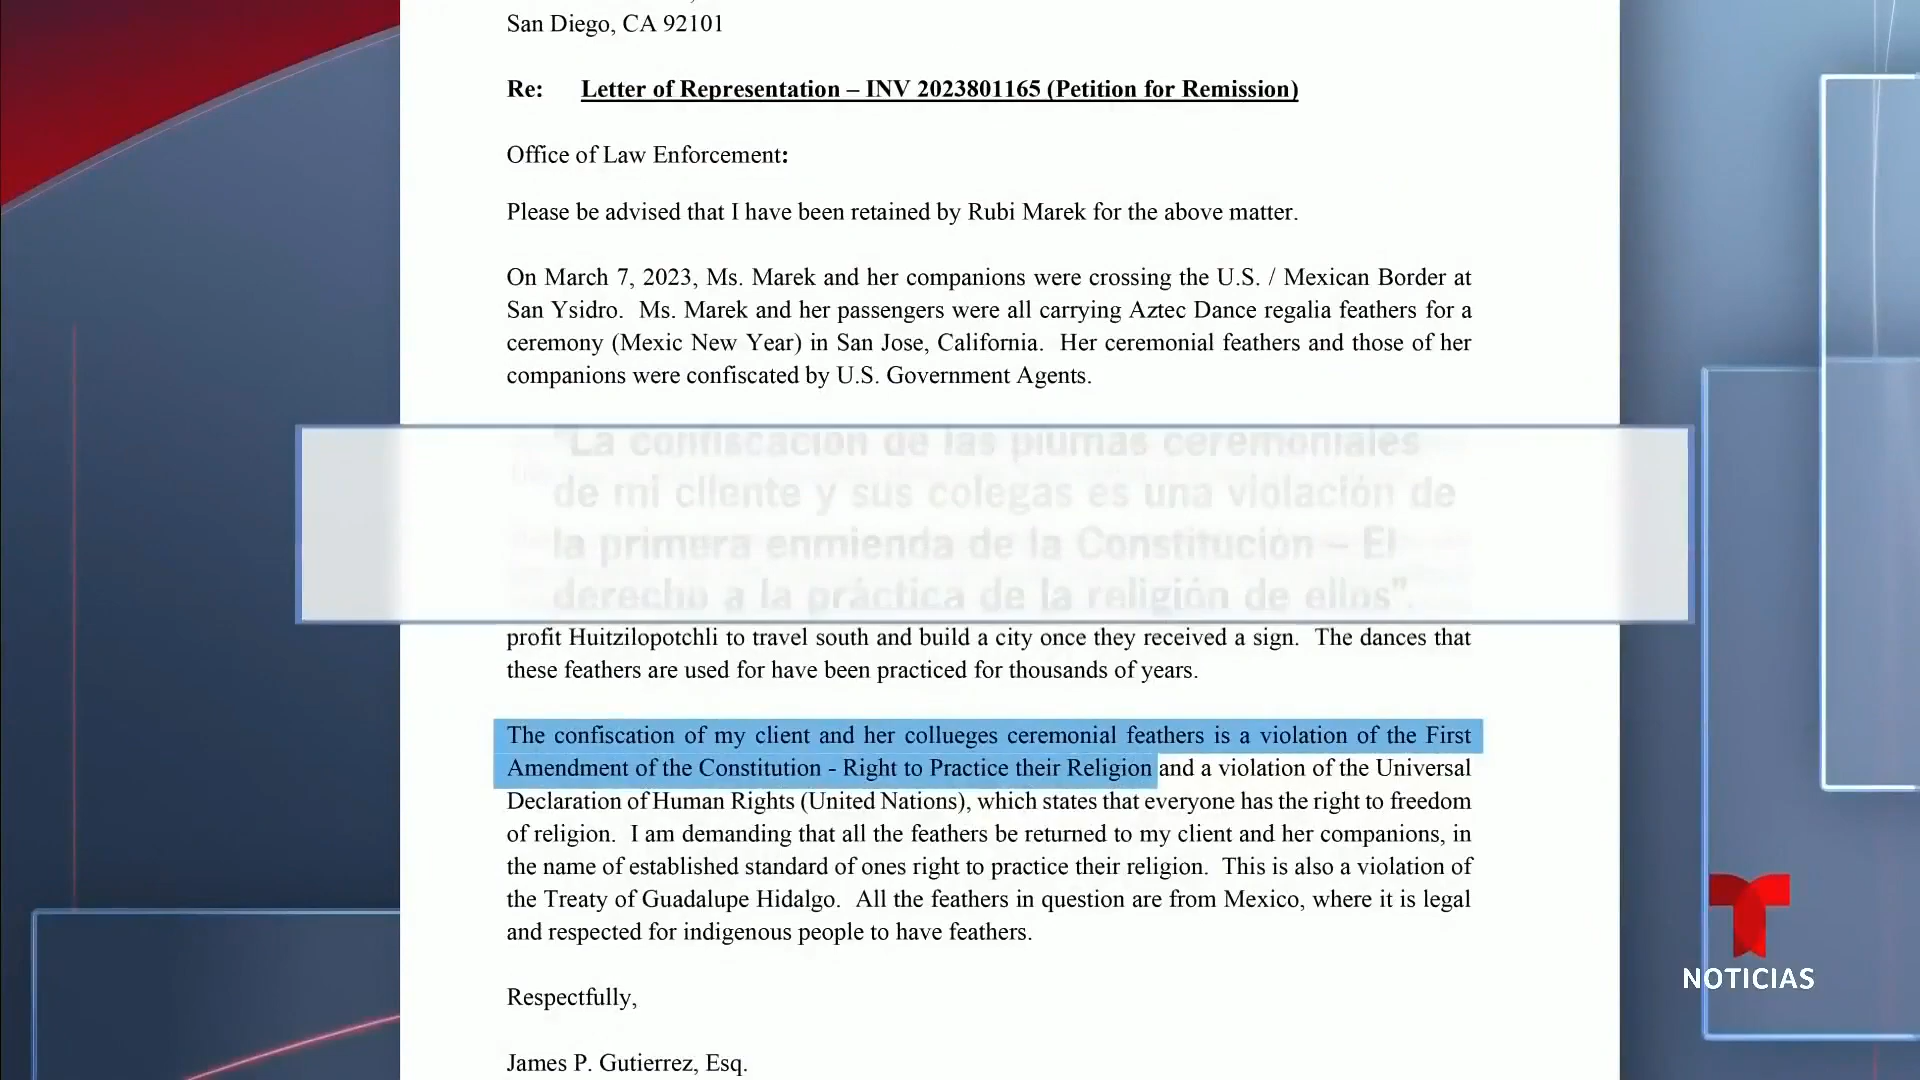 San Diego, CA 92101
Re: Letter of Representation – INV 2023801165 (Petition for Remission)
Office of Law Enforcement:
Please be advised that I have been retained by Rubi Marek for the above matter.
On March 7, 2023, Ms. Marek and her companions were crossing the U.S. / Mexican Border at
San Ysidro. Ms. Marek and her passengers were all carrying Aztec Dance regalia feathers for a
ceremony (Mexic New Year) in San Jose, California. Her ceremonial feathers and those of her
companions were confiscated by U.S. Government Agents.
"La confiscación de las plumas ceremoniales
de mi cliente y sus colegas es una violación de
la primera enmienda de la Constitución – El
derecho a la práctica de la religión de ellos".
profit Huitzilopotchli to travel south and build a city once they received a sign. The dances that
these feathers are used for have been practiced for thousands of years.
The confiscation of my client and her collueges ceremonial feathers is a violation of the First
Amendment of the Constitution - Right to Practice their Religion and a violation of the Universal
Declaration of Human Rights (United Nations), which states that everyone has the right to freedom
of religion. I am demanding that all the feathers be returned to my client and her companions, in
the name of established standard of ones right to practice their religion. This is also a violation of
the Treaty of Guadalupe Hidalgo. All the feathers in question are from Mexico, where it is legal
and respected for indigenous people to have feathers.
Respectfully,
James P. Gutierrez, Esq.
NOTICIAS